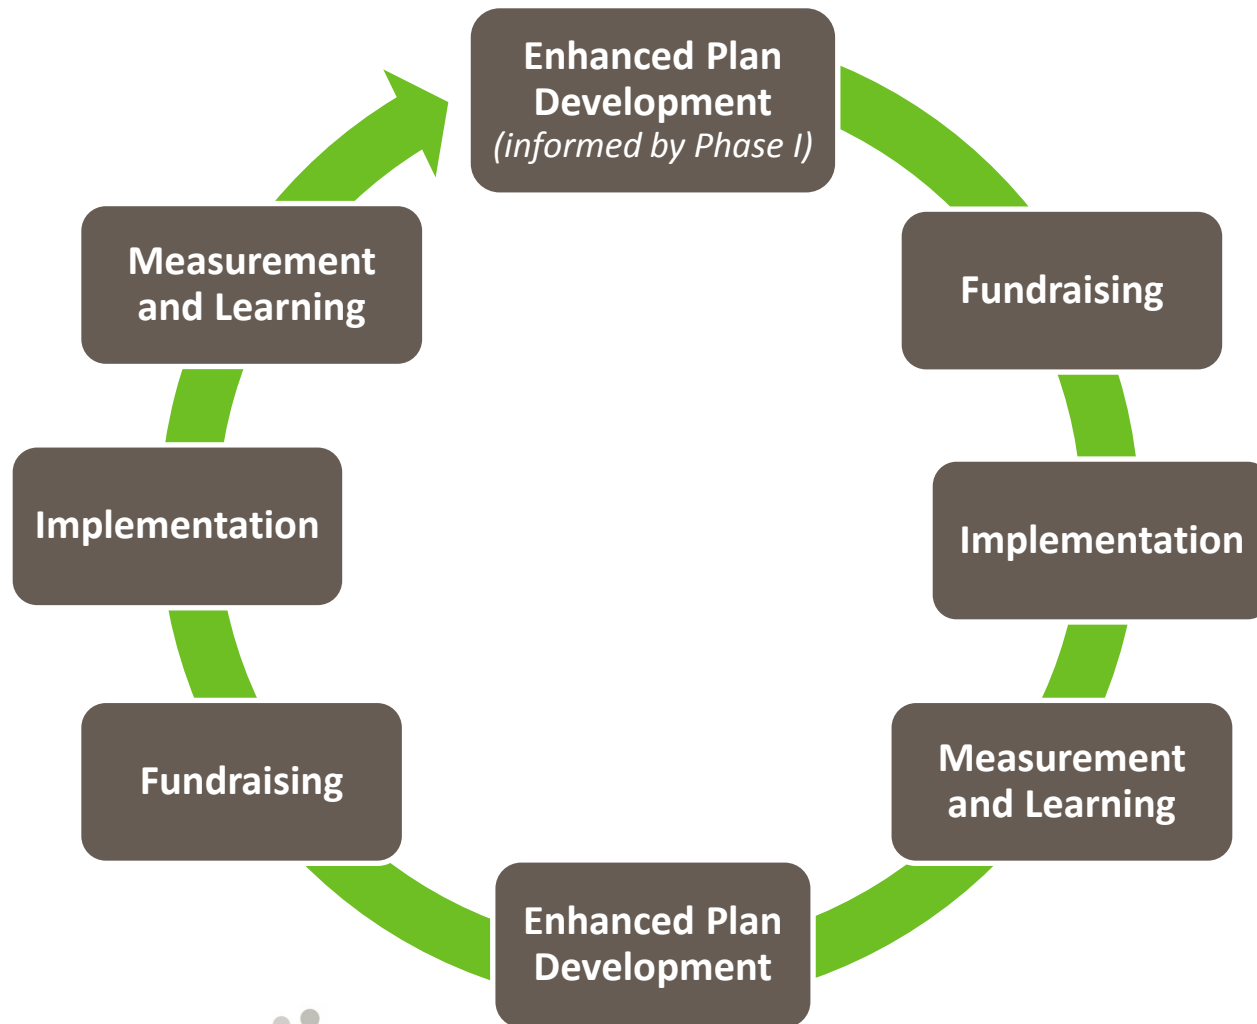 Enhanced Plan
Development
(informed by Phase I)
Fundraising
Implementation
Measurement
and Learning
Enhanced Plan
Development
Fundraising
Implementation
Measurement
and Learning